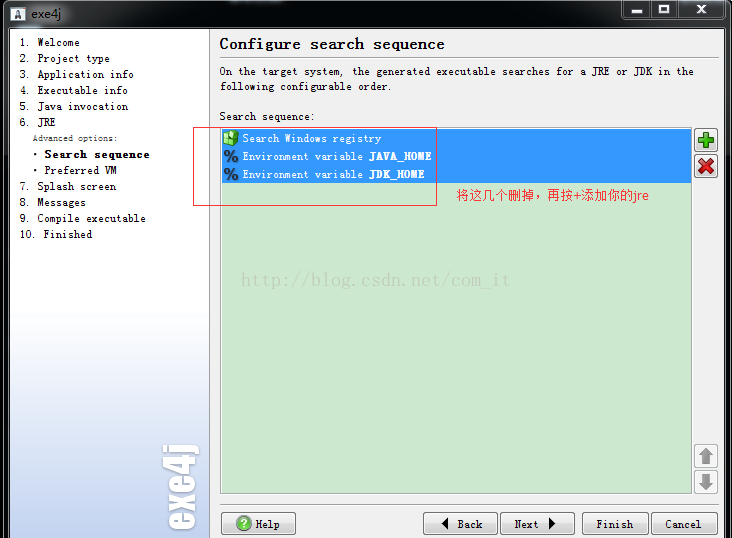 exe4j
1. Welcome
2. Project type
3. Application info
4. Executable info
5. Java invocation
6. JRE
Advanced options:
· Search sequence
· Preferred VM
7. Splash screen
8. Messages
9. Compile executable
10. Finished
exe4j
Configure search sequence
On the target system, the generated executable searches for a JRE or JDK in the
following configurable order.
Search sequence:
Search Windows registry
% Environment variable JAVA_HOME
% Environment variable JDK_HOME
将这几个删掉，再按+添加你的jre
http://blog.csdn.net/com_it
? Help
Back
Next
Finish
Cancel